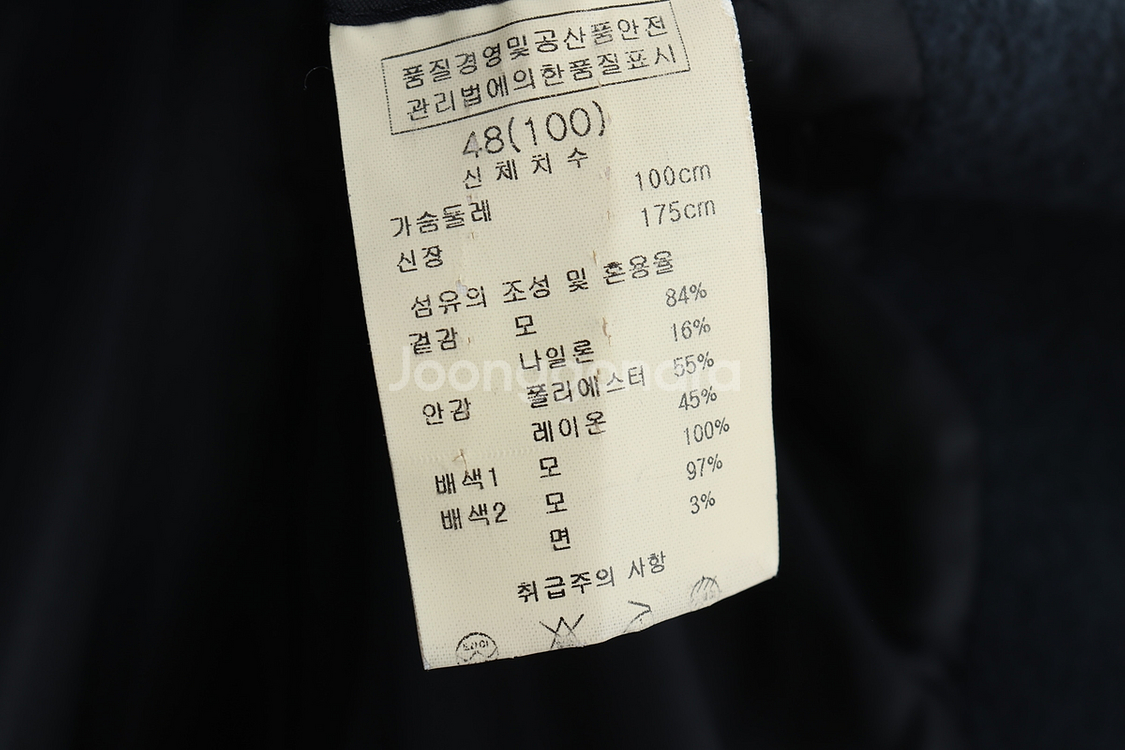 품질경영및공산품안전
관리법에의한품질표시
48(100)
신체치수
가슴둘레 100cm
신장 175cm
섬유의 조성 및 혼용율
겉감 모 84%
나일론 16%
안감 폴리에스터 55%
레이온 45%
배색1 모 100%
배색2 모 97%
면 3%
취급주의 사항
드라이
Joonggonara